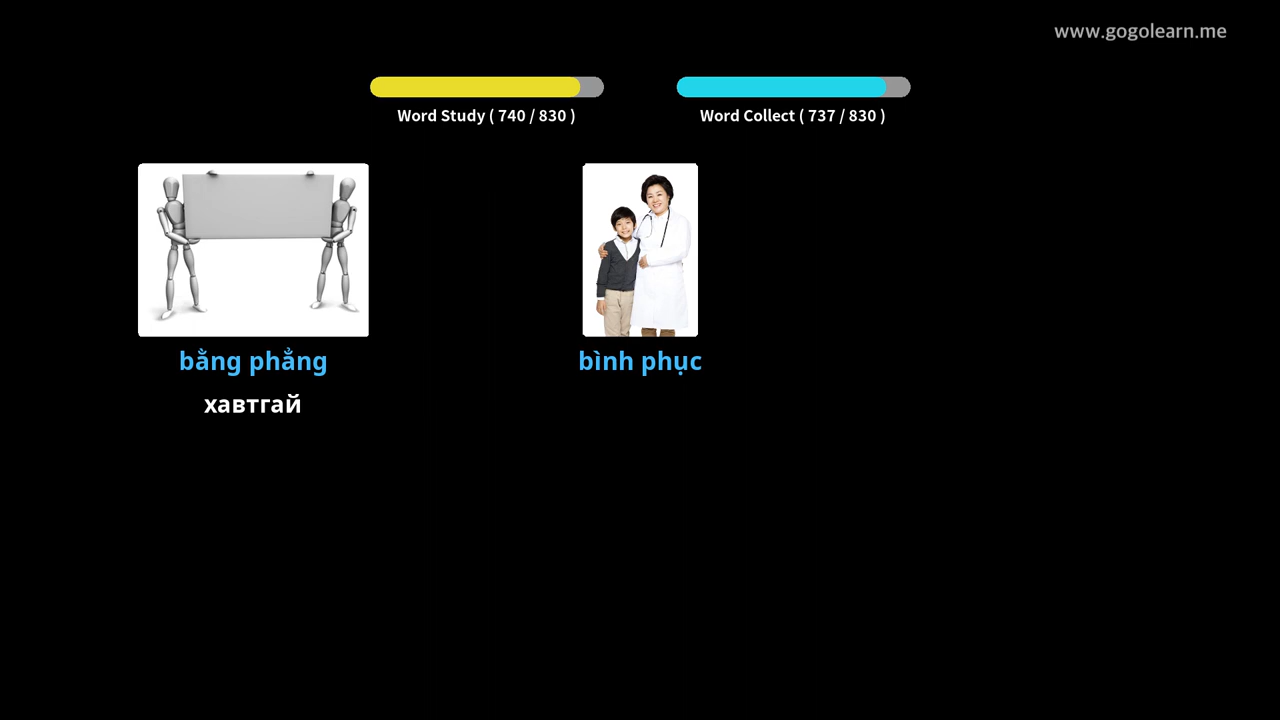 www.gogolearn.me
Word Study ( 740 / 830 )
Word Collect ( 737 / 830 )
bằng phẳng
хавтгай
bình phục